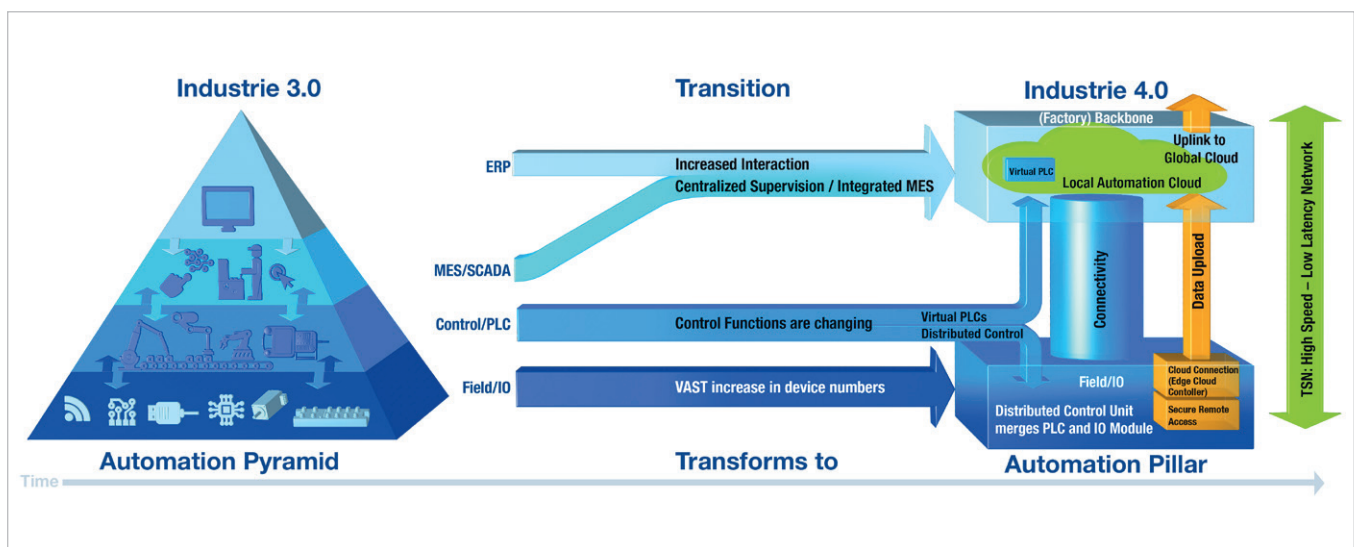 Industrie 3.0
Transition
Industrie 4.0
(Factory) Backbone
Uplink to
Global Cloud
Virtual PLC
Local Automation Cloud
ERP
Increased Interaction
Centralized Supervision / Integrated MES
MES/SCADA
Control/PLC
Control Functions are changing
Virtual PLCs
Distributed Control
Field/IO
VAST increase in device numbers
Connectivity
Data Upload
TSN: High Speed – Low Latency Network
Field/IO
Cloud Connection
(Edge Cloud
Contoller)
Distributed Control Unit
merges PLC and IO Module
Secure Remote
Access
Automation Pyramid
Transforms to
Automation Pillar
Time